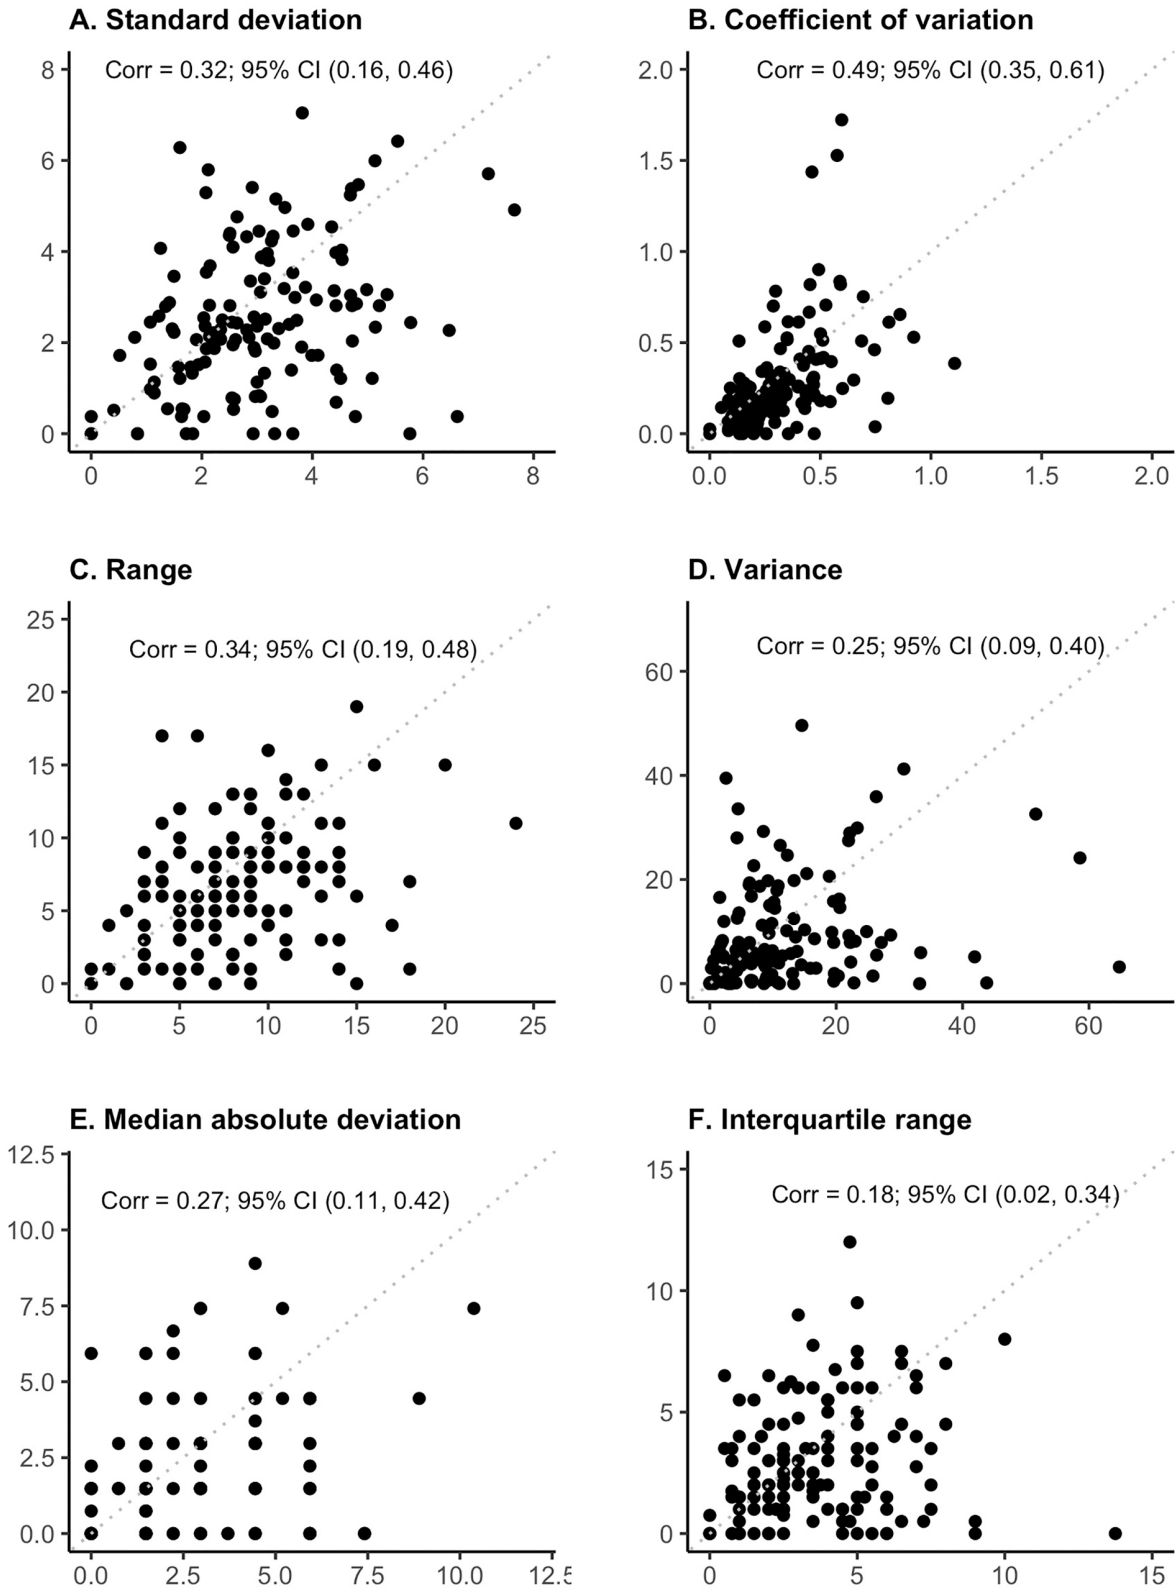 A. Standard deviation
Corr = 0.32; 95% CI (0.16, 0.46)
8
6
4
2
0
0 2 4 6 8
B. Coefficient of variation
Corr = 0.49; 95% CI (0.35, 0.61)
2.0
1.5
1.0
0.5
0.0
0.0 0.5 1.0 1.5 2.0
C. Range
Corr = 0.34; 95% CI (0.19, 0.48)
25
20
15
10
5
0
0 5 10 15 20 25
D. Variance
Corr = 0.25; 95% CI (0.09, 0.40)
60
40
20
0
0 20 40 60
E. Median absolute deviation
12.5
Corr = 0.27; 95% CI (0.11, 0.42)
10.0
7.5
5.0
2.5
0.0
0.0 2.5 5.0 7.5 10.0 12.5
F. Interquartile range
15
Corr = 0.18; 95% CI (0.02, 0.34)
10
5
0
0 5 10 15